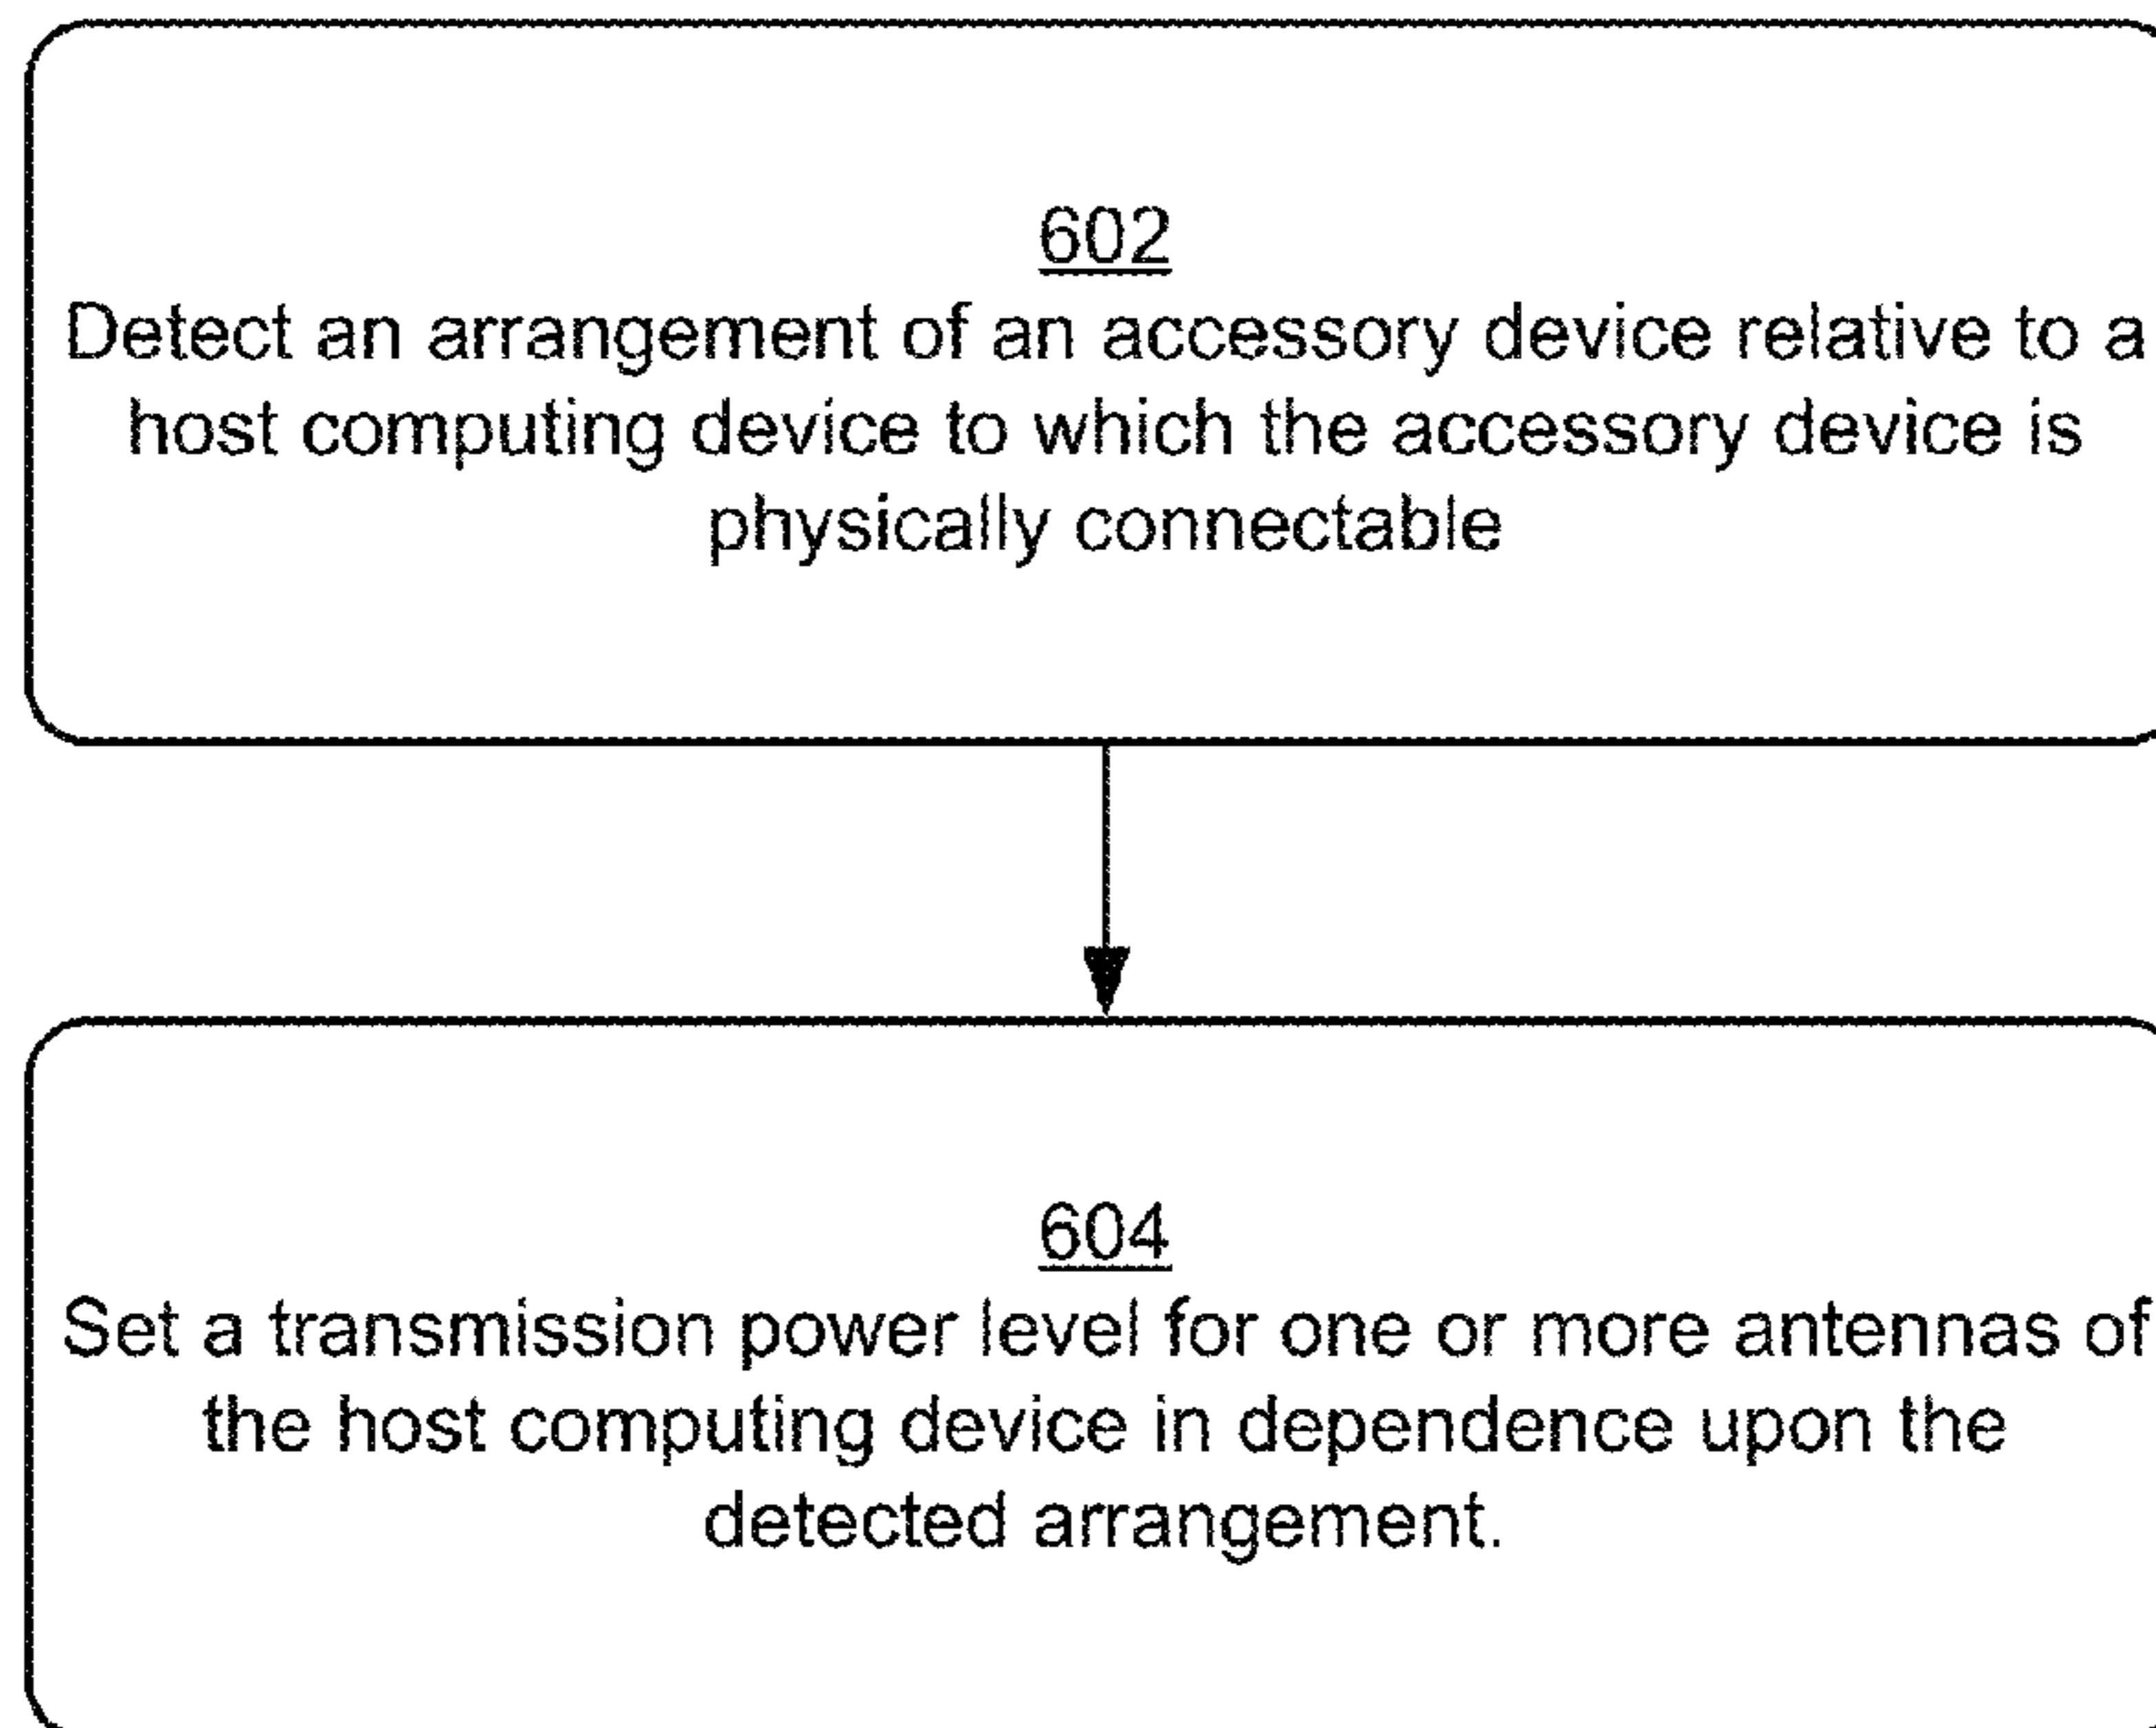 602
Detect an arrangement of an accessory device relative to a
host computing device to which the accessory device is
physically connectable
604
Set a transmission power level for one or more antennas of
the host computing device in dependence upon the
detected arrangement.